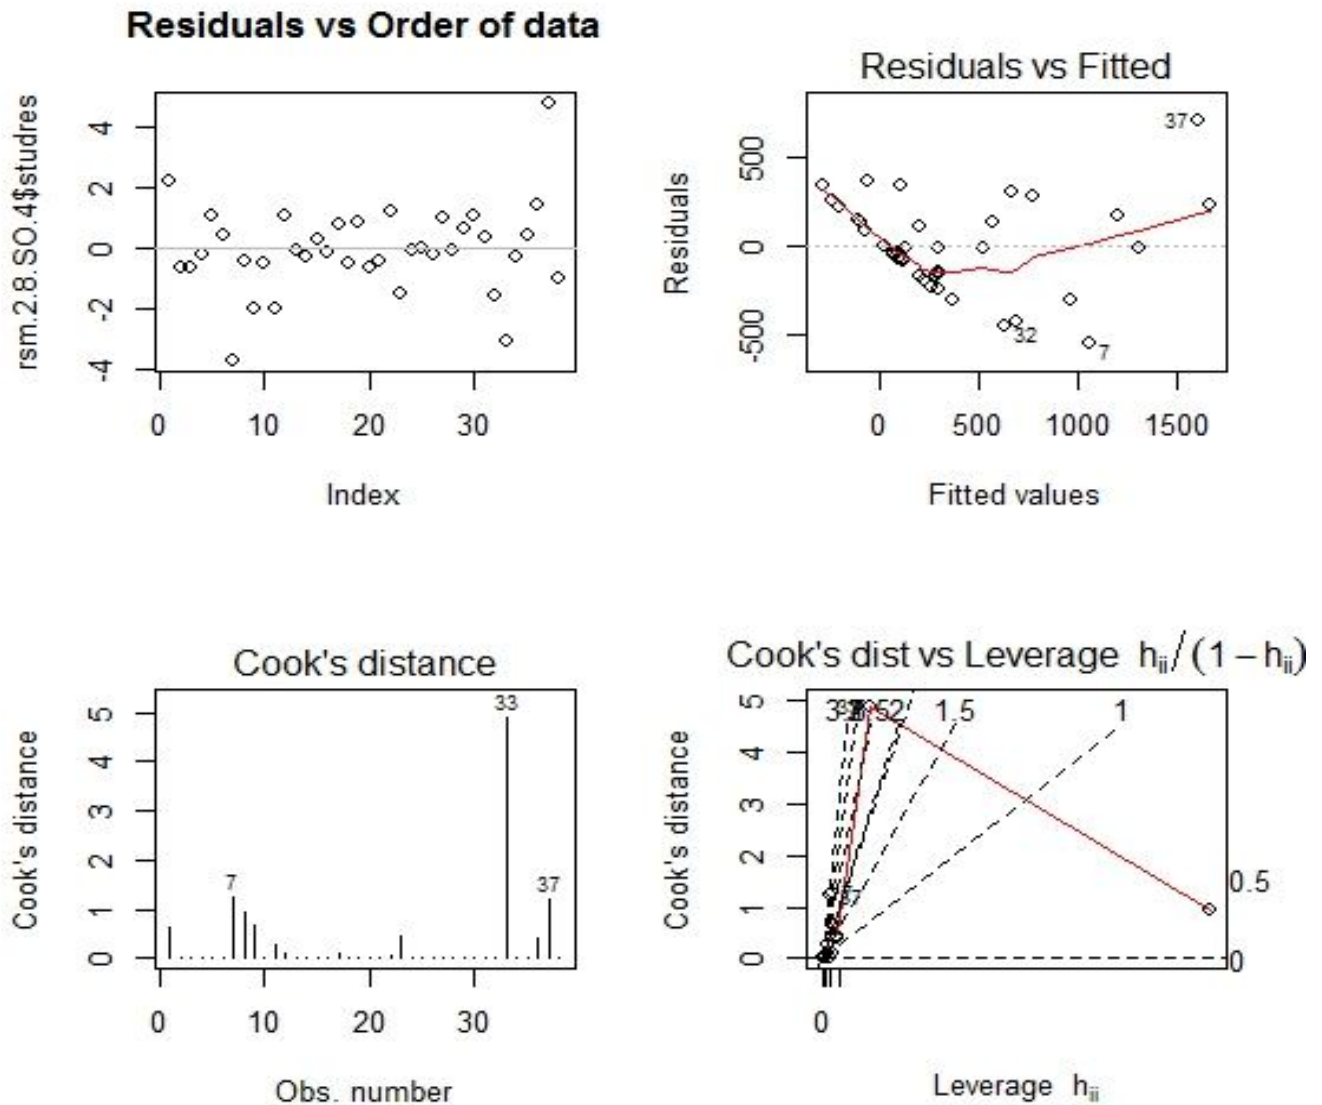 Residuals vs Order of data
rsm.2.8.SO.4$studres
4
2
0
-2
-4
0 10 20 30
Index
Residuals vs Fitted
Residuals
500
0
-500
37
32
7
0 500 1000 1500
Fitted values
Cook's distance
Cook's distance
5
4
3
2
1
0
33
7
37
0 10 20 30
Obs. number
Cook's dist vs Leverage hii/(1 − hii)
Cook's distance
5
4
3
2
1
0
2 1.5 1
37
0.5
0
0
Leverage hii